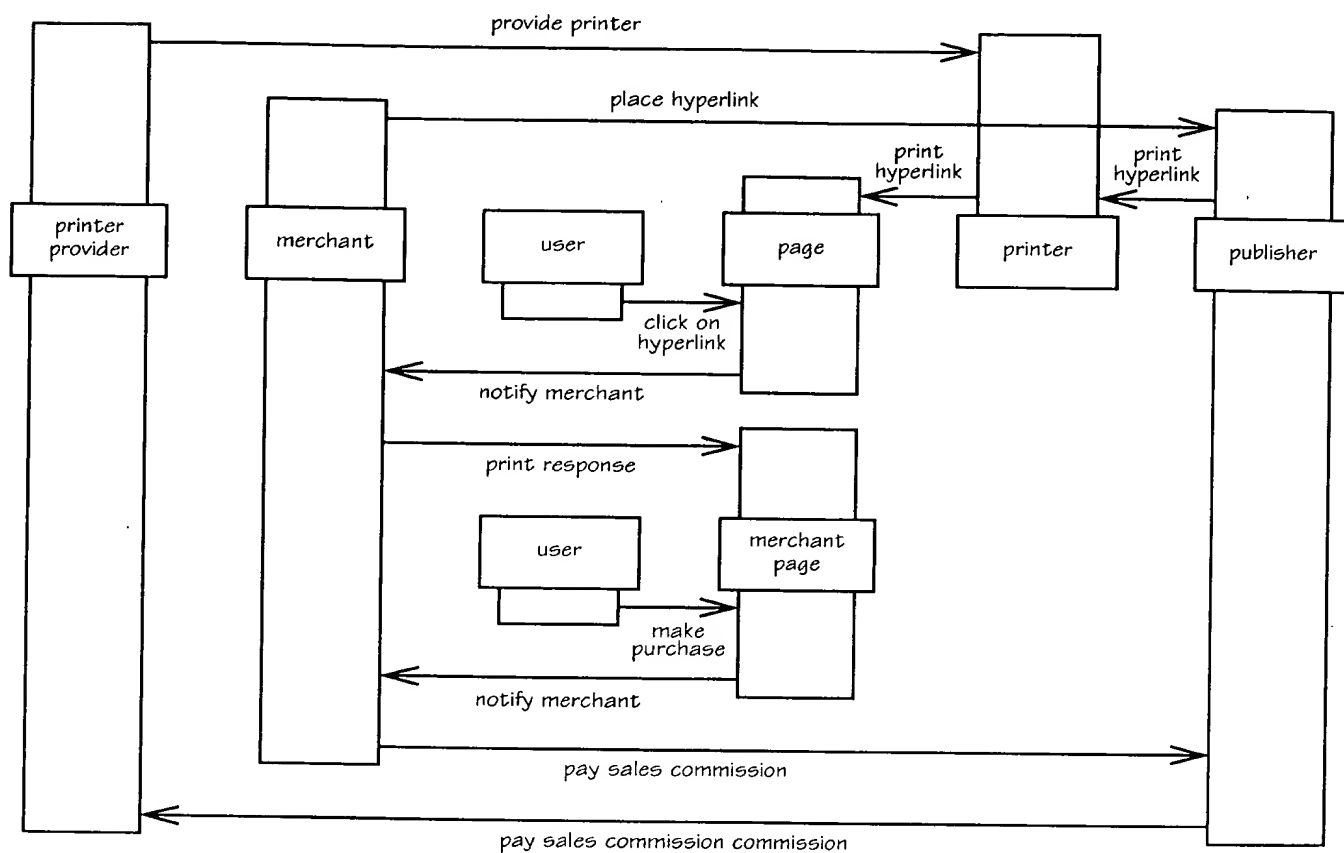 provide printer
place hyperlink
print
hyperlink
print
hyperlink
printer
provider
merchant
user
page
printer
publisher
click on
hyperlink
notify merchant
print response
user
merchant
page
make
purchase
notify merchant
pay sales commission
pay sales commission commission